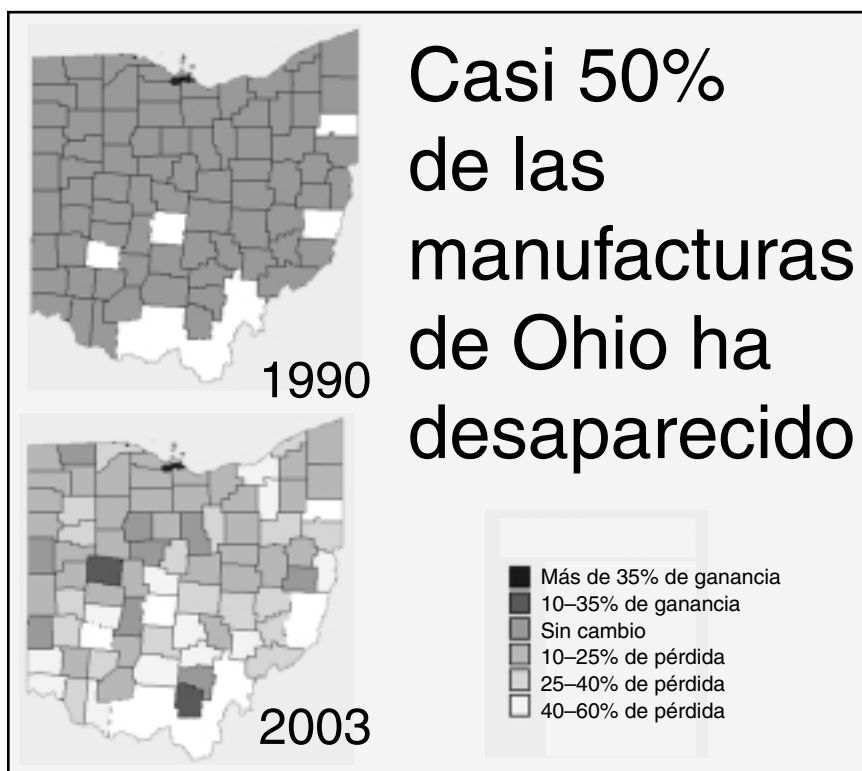 Casi 50%
de las
manufacturas
de Ohio ha
desaparecido
1990
2003
Más de 35% de ganancia
10–35% de ganancia
Sin cambio
10–25% de pérdida
25–40% de pérdida
40–60% de pérdida